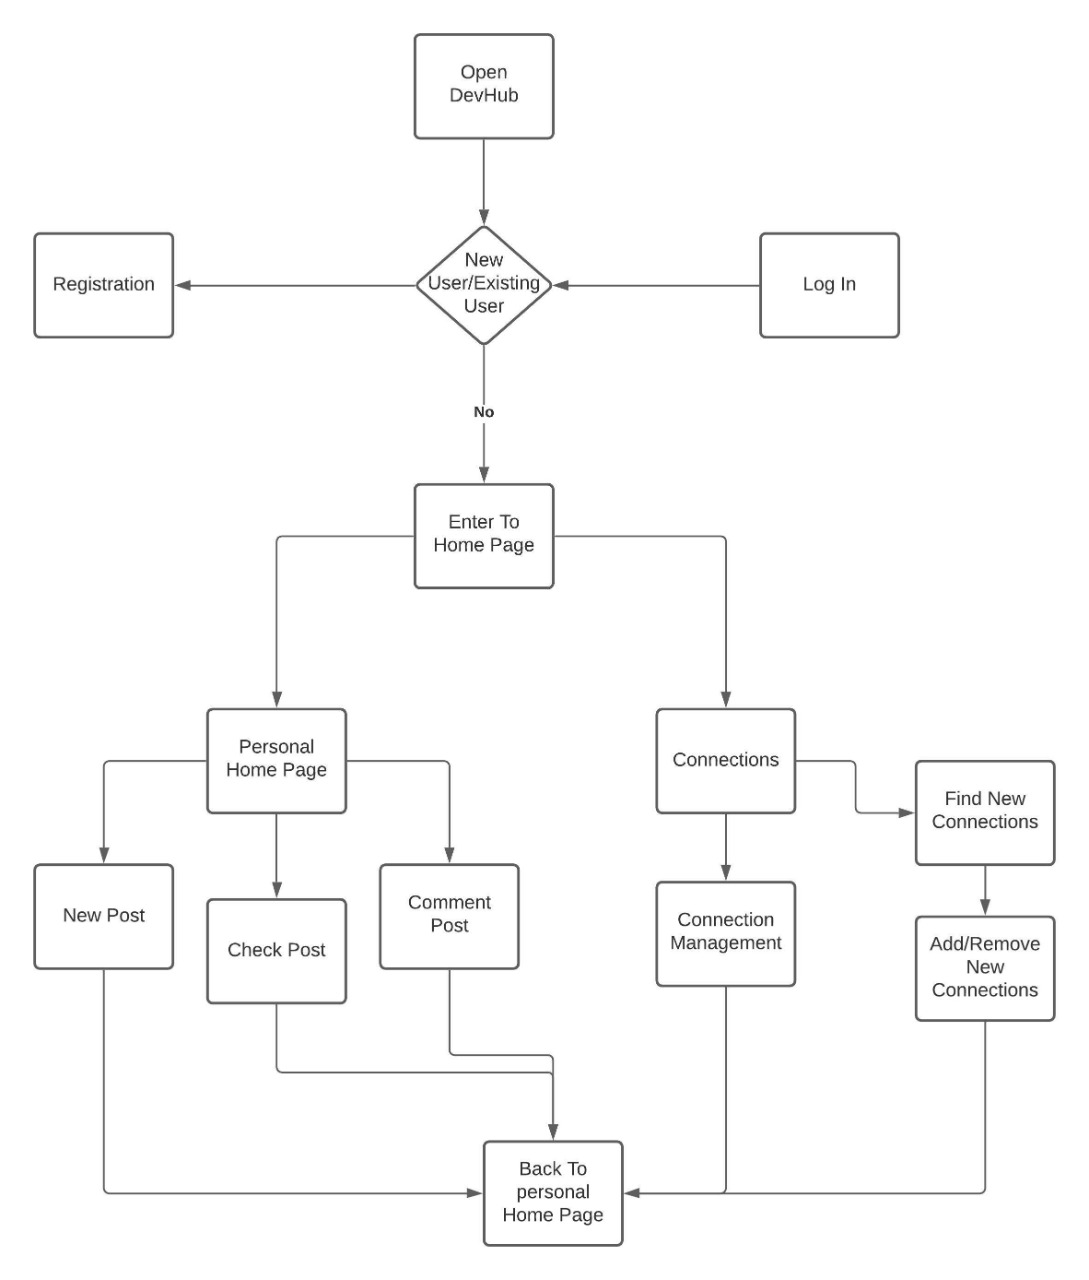 Open
DevHub
New
User/Existing
User
Registration
Log In
No
Enter To
Home Page
Personal
Home Page
Connections
Find New
Connections
New Post
Check Post
Comment
Post
Connection
Management
Add/Remove
New
Connections
Back To
personal
Home Page